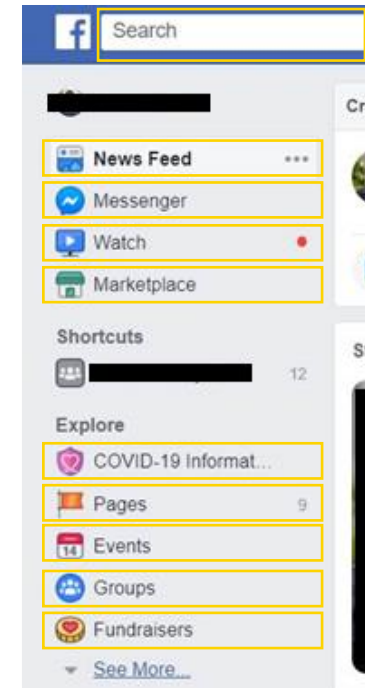 f Search
Cr
News Feed
Messenger
Watch
Marketplace
Shortcuts
12
Explore
COVID-19 Informat...
Pages 9
14 Events
Groups
Fundraisers
See More...